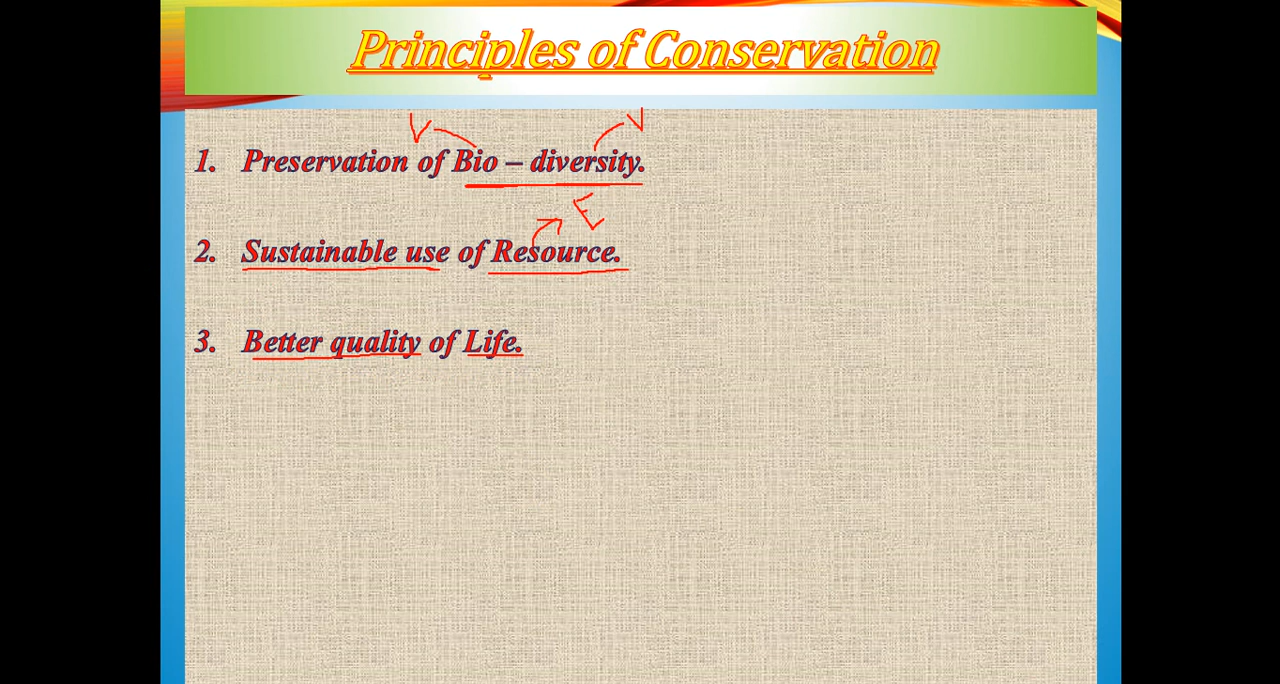 Principles of Conservation
1. Preservation of Bio – diversity.
2. Sustainable use of Resource.
3. Better quality of Life.